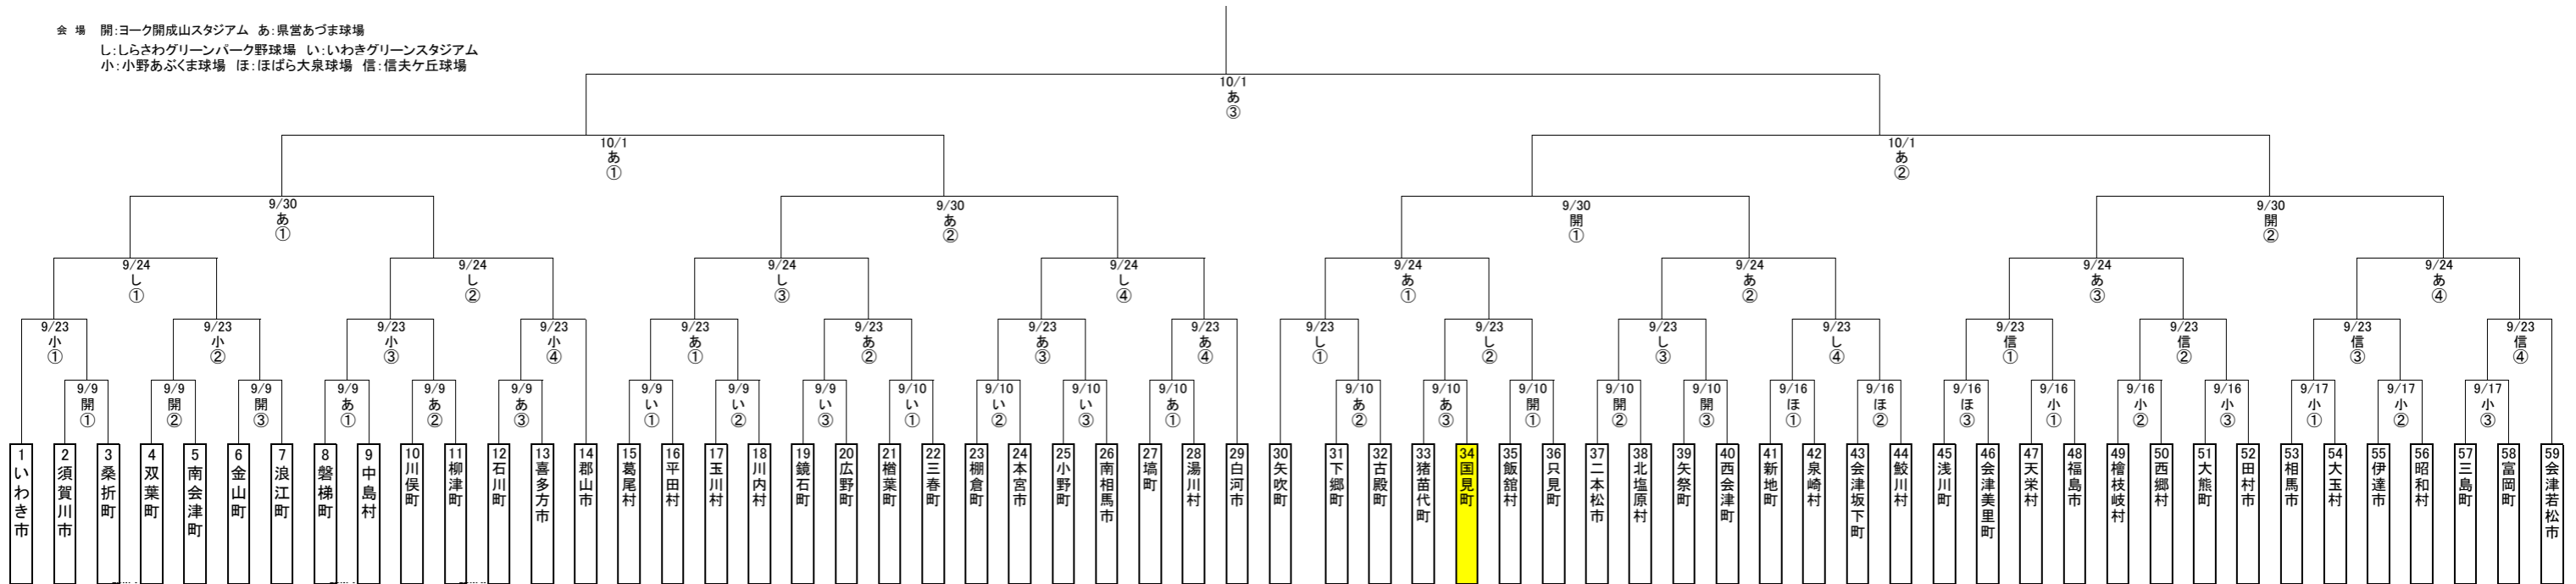 会 場 開:ヨーク開成山スタジアム あ:県営あづま球場
し:しらさわグリーンパーク野球場 い:いわきグリーンスタジアム
小:小野あぶくま球場 ほ:ほばら大泉球場 信:信夫ケ丘球場
10/1
あ
③
10/1
あ
①
10/1
あ
②
9/30
あ
①
9/30
あ
②
9/30
開
①
9/30
開
②
9/24
し
①
9/24
し
②
9/24
し
③
9/24
し
④
9/24
あ
①
9/24
あ
②
9/24
あ
③
9/24
あ
④
9/23
小
①
9/23
小
②
9/23
小
③
9/23
小
④
9/23
あ
①
9/23
あ
②
9/23
あ
③
9/23
あ
④
9/23
し
①
9/23
し
②
9/23
し
③
9/23
し
④
9/23
信
①
9/23
信
②
9/23
信
③
9/23
信
④
9/9
開
①
9/9
開
②
9/9
開
③
9/9
あ
①
9/9
あ
②
9/9
あ
③
9/9
い
①
9/9
い
②
9/9
い
③
9/10
い
①
9/10
い
②
9/10
い
③
9/10
あ
①
9/10
あ
②
9/10
あ
③
9/10
開
①
9/10
開
②
9/10
開
③
9/16
ほ
①
9/16
ほ
②
9/16
ほ
③
9/16
小
①
9/16
小
②
9/16
小
③
9/17
小
①
9/17
小
②
9/17
小
③
1 いわき市
2 須賀川市
3 桑折町
4 双葉町
5 南会津町
6 金山町
7 浪江町
8 磐梯町
9 中島村
10 川俣町
11 柳津町
12 石川町
13 喜多方市
14 郡山市
15 葛尾村
16 平田村
17 玉川村
18 川内村
19 鏡石町
20 広野町
21 楢葉町
22 三春町
23 棚倉町
24 本宮市
25 小野町
26 南相馬市
27 塙町
28 湯川村
29 白河市
30 矢吹町
31 下郷町
32 古殿町
33 猪苗代町
34 国見町
35 飯舘村
36 只見町
37 二本松市
38 北塩原村
39 矢祭町
40 西会津町
41 新地町
42 泉崎村
43 会津坂下町
44 鮫川村
45 浅川町
46 会津美里町
47 天栄村
48 福島市
49 檜枝岐村
50 西郷村
51 大熊町
52 田村市
53 相馬市
54 大玉村
55 伊達市
56 昭和村
57 三島町
58 富岡町
59 会津若松市